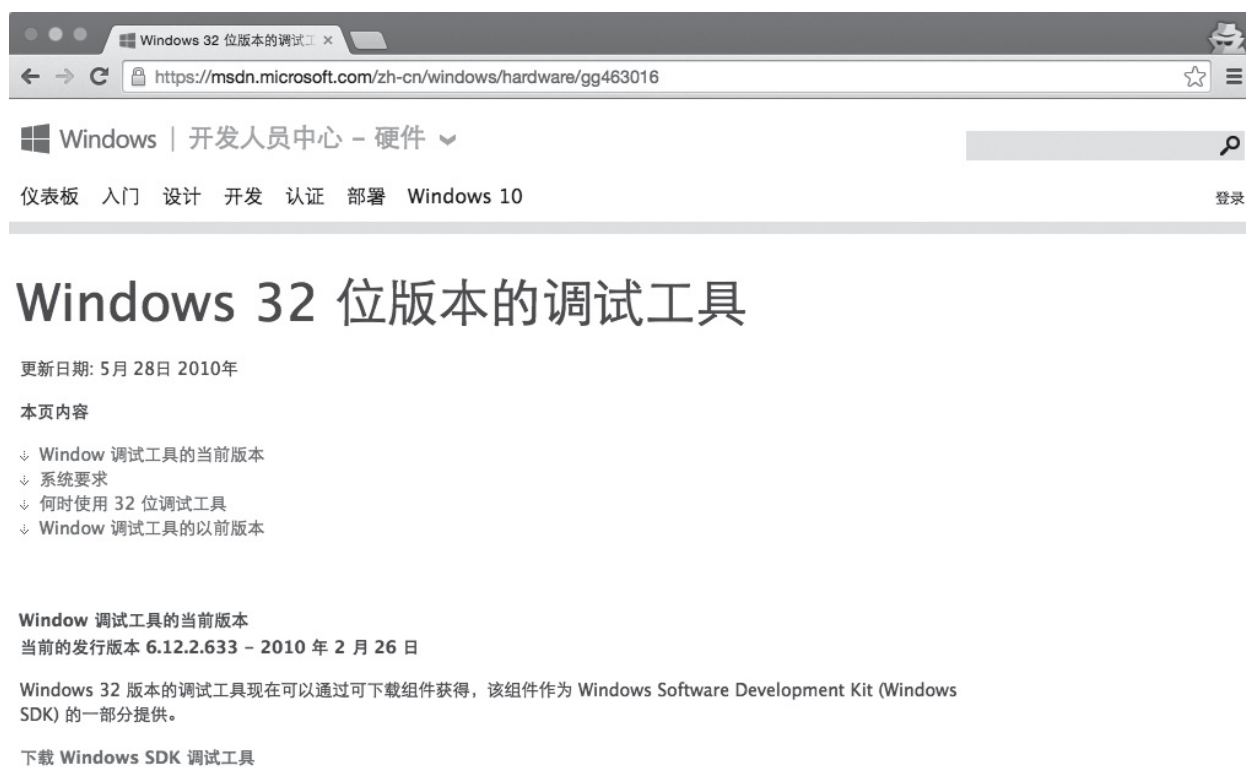 Windows 32 位版本的调试工
https://msdn.microsoft.com/zh-cn/windows/hardware/gg463016
Windows | 开发人员中心 – 硬件
仪表板 入门 设计 开发 认证 部署 Windows 10
登录
Windows 32 位版本的调试工具
更新日期: 5月 28日 2010年
本页内容
↓ Window 调试工具的当前版本
↓ 系统要求
↓ 何时使用 32 位调试工具
↓ Window 调试工具的以前版本
Window 调试工具的当前版本
当前的发行版本 6.12.2.633 – 2010 年 2 月 26 日
Windows 32 版本的调试工具现在可以通过可下载组件获得，该组件作为 Windows Software Development Kit (Windows
SDK) 的一部分提供。
下载 Windows SDK 调试工具